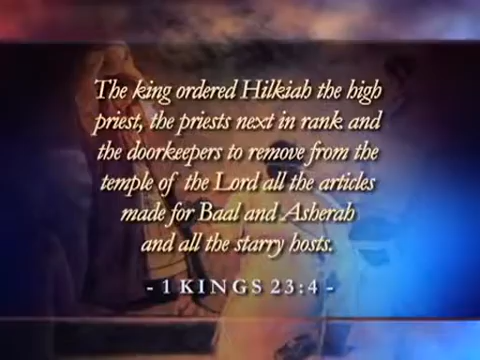 The king ordered Hilkiah the high
priest, the priests next in rank and
the doorkeepers to remove from the
temple of the Lord all the articles
made for Baal and Asherah
and all the starry hosts.
- 1 KINGS 23:4 -